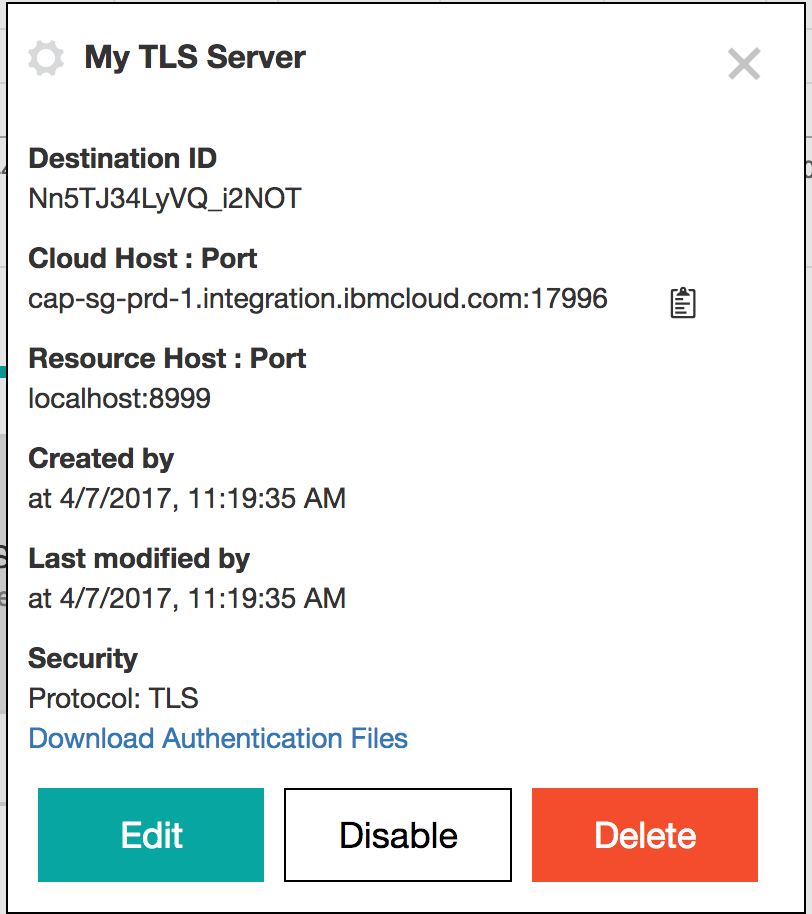 My TLS Server
Destination ID
Nn5TJ34LyVQ_i2NOT
Cloud Host : Port
cap-sg-prd-1.integration.ibmcloud.com:17996
Resource Host : Port
localhost:8999
Created by
at 4/7/2017, 11:19:35 AM
Last modified by
at 4/7/2017, 11:19:35 AM
Security
Protocol: TLS
Download Authentication Files
Edit
Disable
Delete